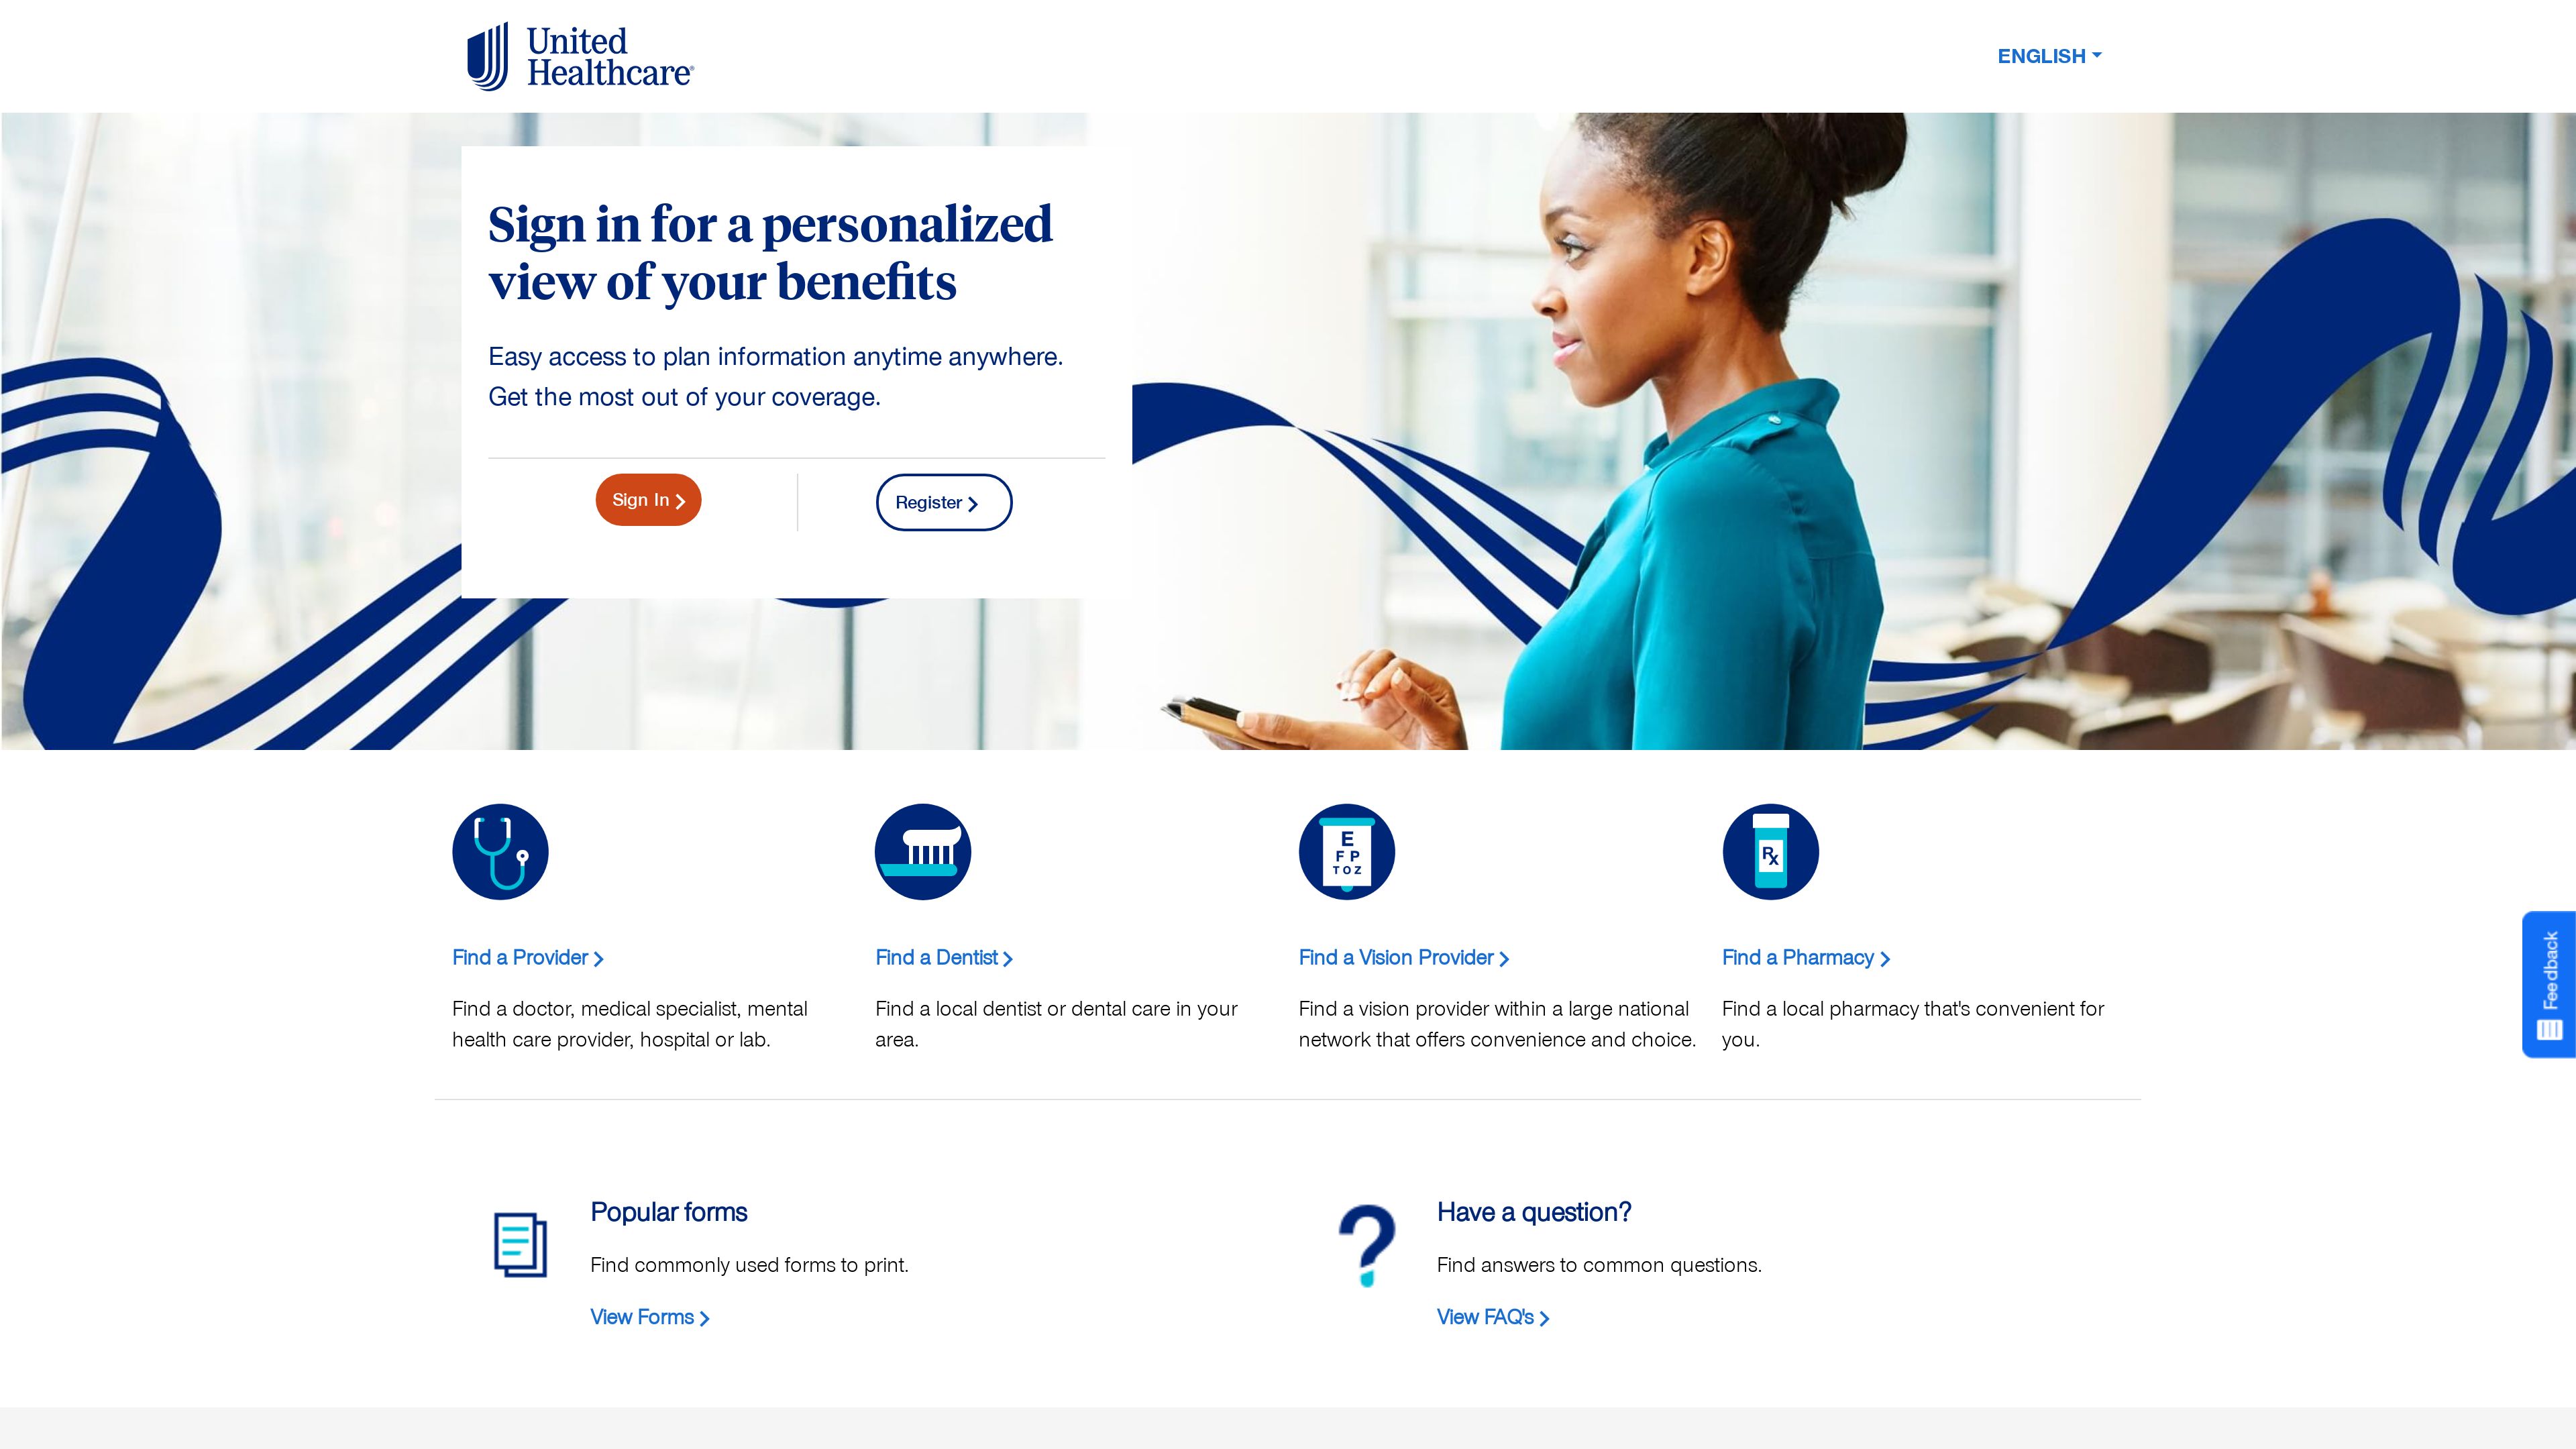 United
Healthcare®
ENGLISH
Sign in for a personalized
view of your benefits
Easy access to plan information anytime anywhere.
Get the most out of your coverage.
Sign In
Register
E
F P
T O Z
Rx
Find a Provider
Find a Dentist
Find a Vision Provider
Find a Pharmacy
Find a doctor, medical specialist, mental
health care provider, hospital or lab.
Find a local dentist or dental care in your
area.
Find a vision provider within a large national
network that offers convenience and choice.
Find a local pharmacy that's convenient for
you.
Feedback
Popular forms
Find commonly used forms to print.
View Forms
Have a question?
Find answers to common questions.
View FAQ's